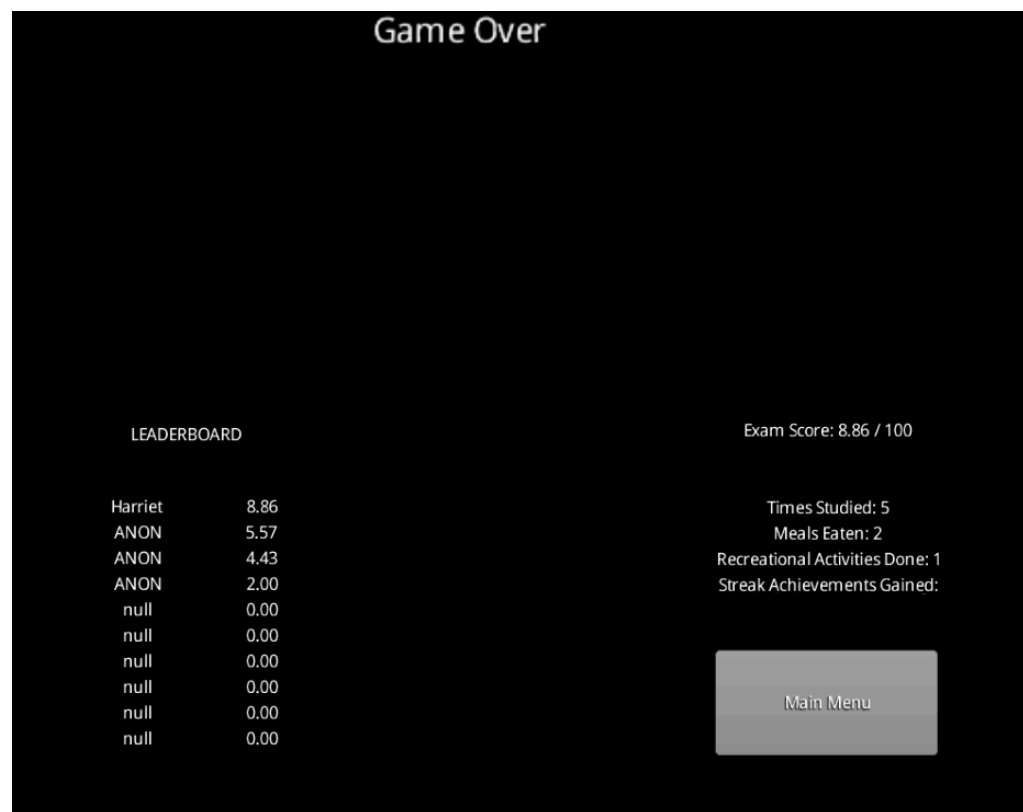 Game Over
LEADERBOARD
Harriet 8.86
ANON 5.57
ANON 4.43
ANON 2.00
null 0.00
null 0.00
null 0.00
null 0.00
null 0.00
null 0.00
Exam Score: 8.86 / 100
Times Studied: 5
Meals Eaten: 2
Recreational Activities Done: 1
Streak Achievements Gained:
Main Menu